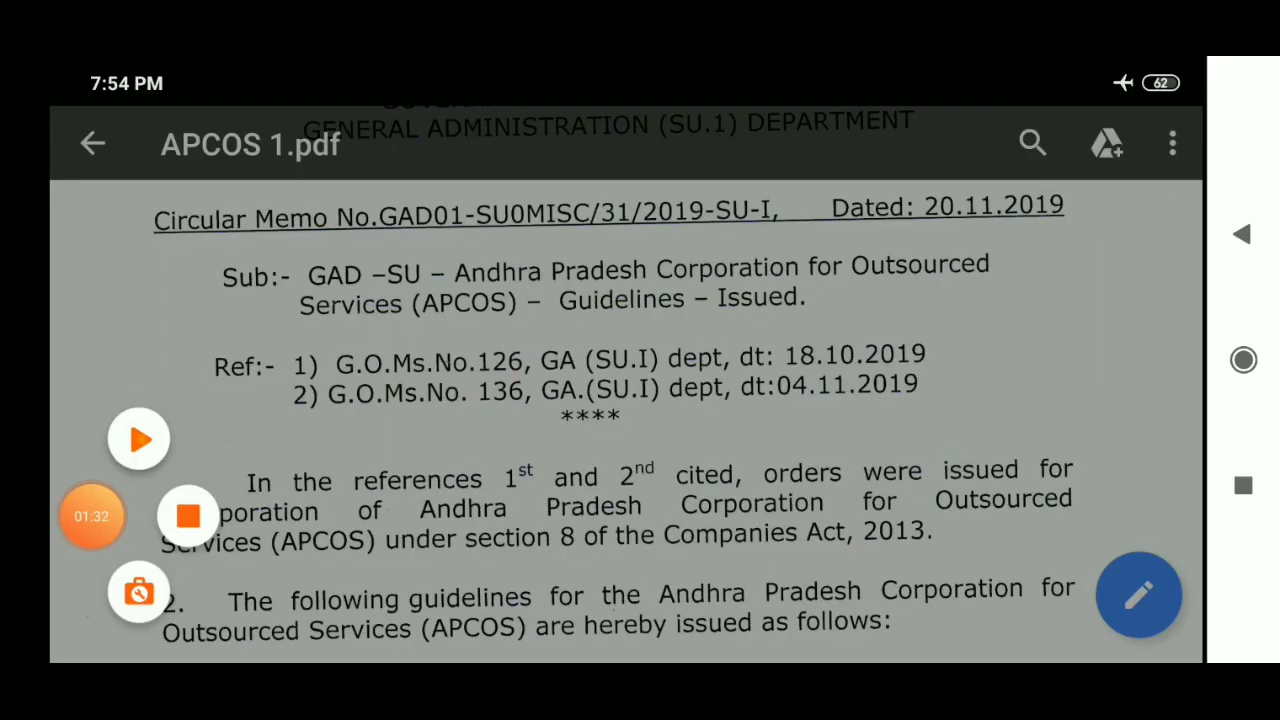 7:54 PM
62
GENERAL ADMINISTRATION (SU.1) DEPARTMENT
APCOS 1.pdf
Circular Memo No.GAD01-SU0MISC/31/2019-SU-I, Dated: 20.11.2019
Sub:- GAD –SU – Andhra Pradesh Corporation for Outsourced
Services (APCOS) – Guidelines – Issued.
Ref:- 1) G.O.Ms.No.126, GA (SU.I) dept, dt: 18.10.2019
2) G.O.Ms.No. 136, GA.(SU.I) dept, dt:04.11.2019
****
In the references 1st and 2nd cited, orders were issued for
poration of Andhra Pradesh Corporation for Outsourced
Services (APCOS) under section 8 of the Companies Act, 2013.
01:32
2. The following guidelines for the Andhra Pradesh Corporation for
Outsourced Services (APCOS) are hereby issued as follows: